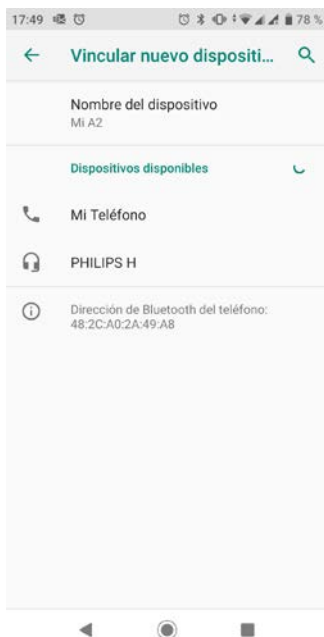 17:49 78 %
Vincular nuevo dispositi...
Nombre del dispositivo
Mi A2
Dispositivos disponibles
Mi Teléfono
PHILIPS H
Dirección de Bluetooth del teléfono:
48:2C:A0:2A:49:A8